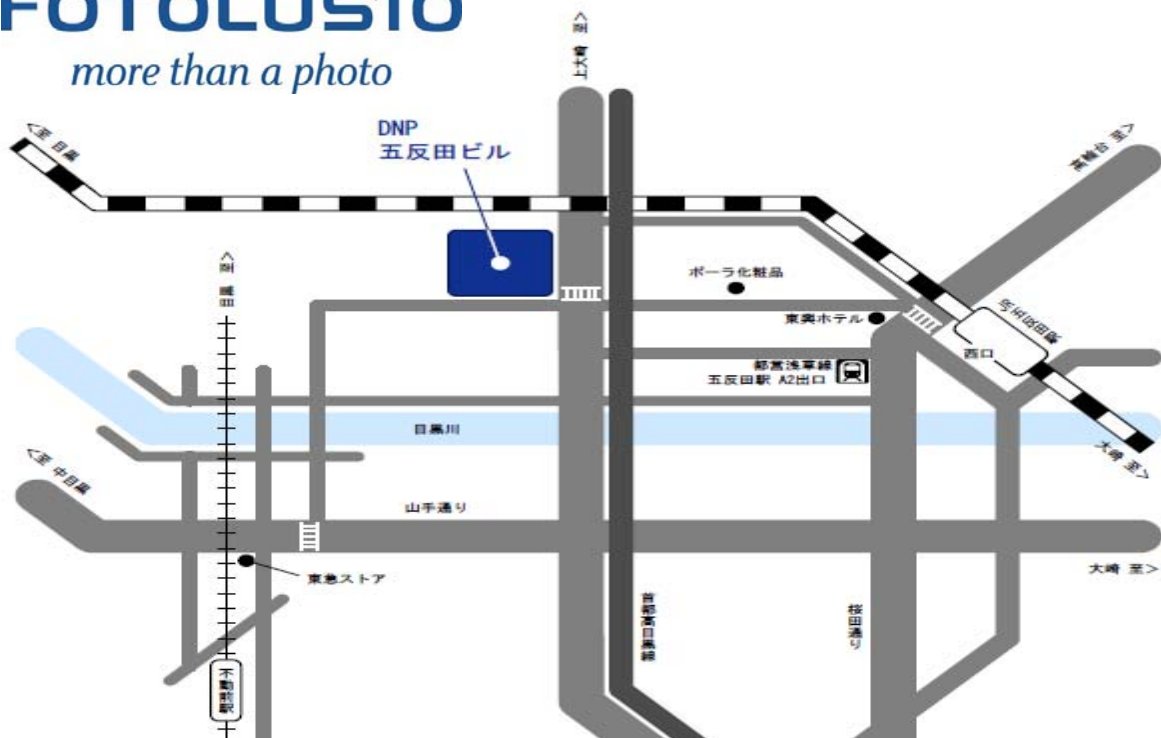 FOTOLUSIO
more than a photo
上大崎 至>
DNP
五反田ビル
<至 目黒
高輪台 至>
目黒 至>
ポーラ化粧品
東興ホテル
西口
都営浅草線
五反田駅 A2出口
目黒川
大崎 至>
<至 中目黒
山手通り
東急ストア
大崎 至>
首都高目黒線
桜田通り
不動前駅